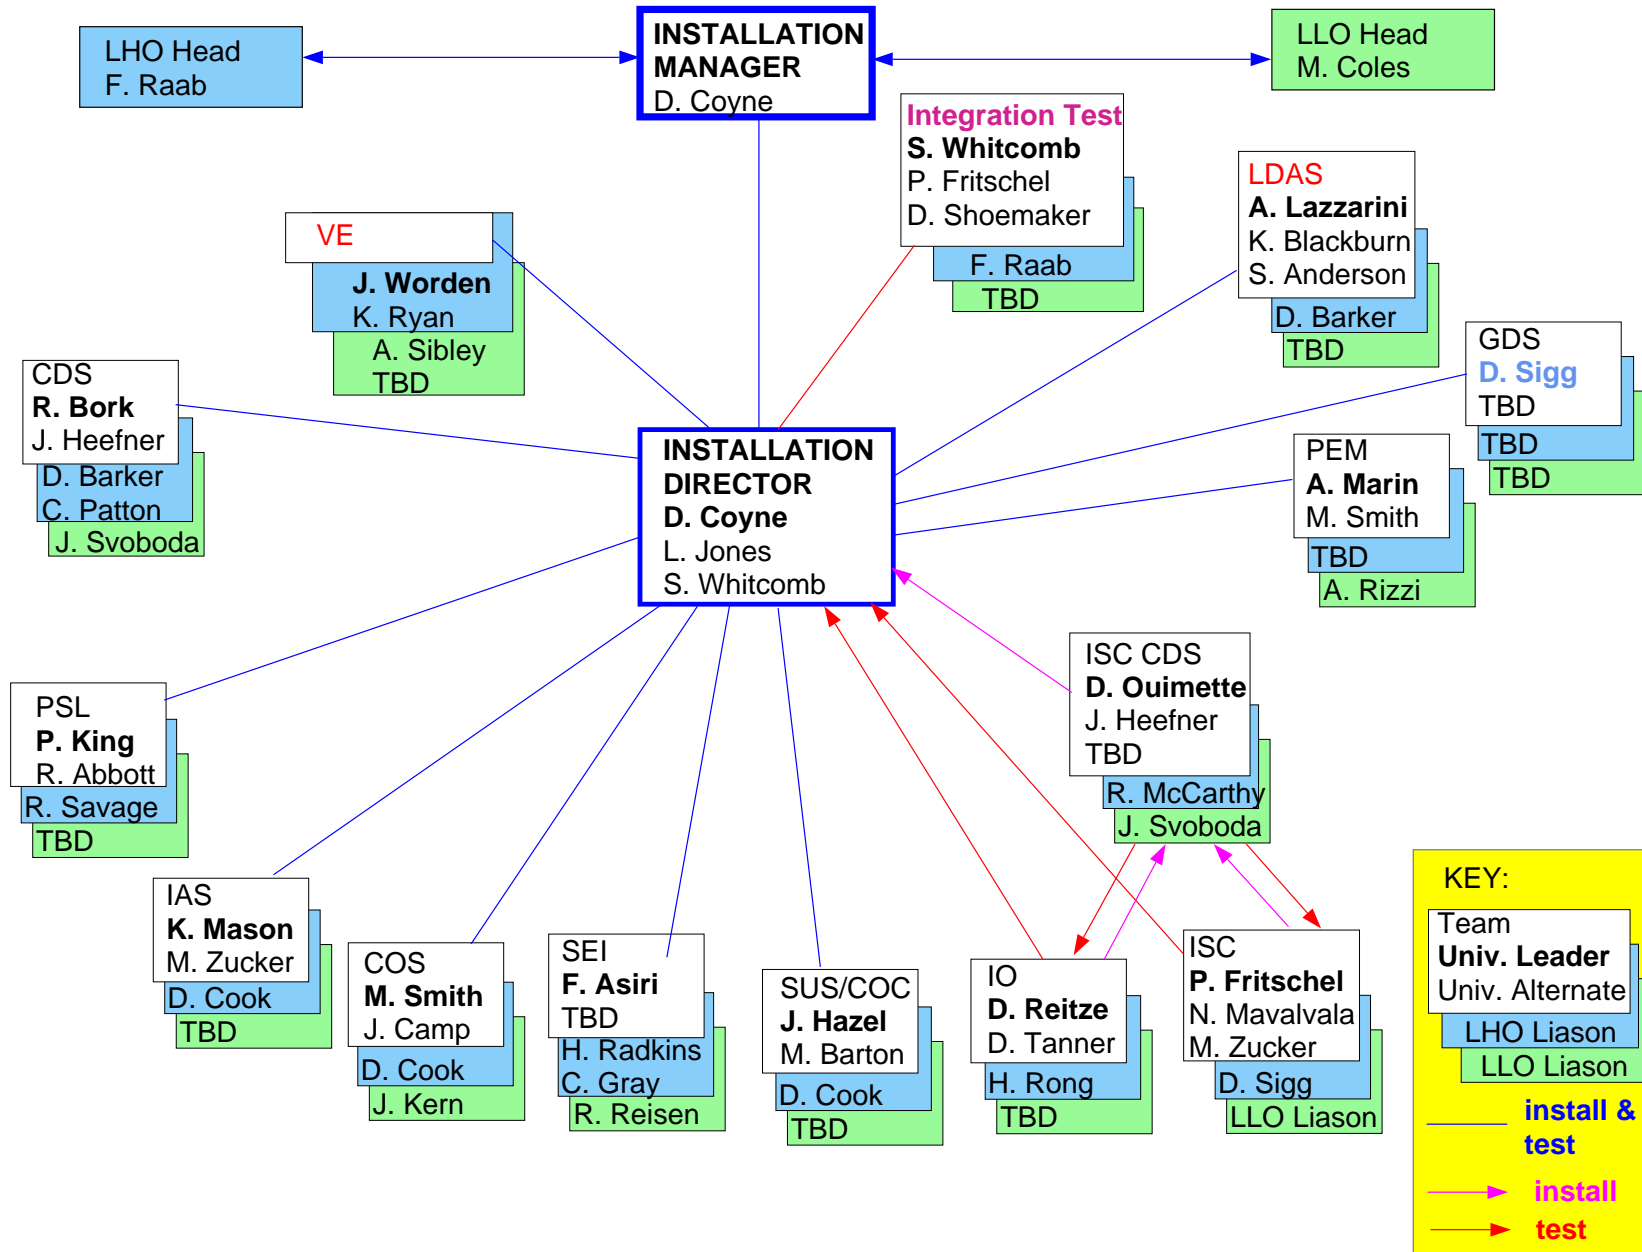 LHO Head
F. Raab
INSTALLATION
MANAGER
D. Coyne
LLO Head
M. Coles
Integration Test
S. Whitcomb
P. Fritschel
D. Shoemaker
F. Raab
TBD
LDAS
A. Lazzarini
K. Blackburn
S. Anderson
D. Barker
TBD
VE
J. Worden
K. Ryan
A. Sibley
TBD
GDS
D. Sigg
TBD
TBD
TBD
CDS
R. Bork
J. Heefner
D. Barker
C. Patton
J. Svoboda
INSTALLATION
DIRECTOR
D. Coyne
L. Jones
S. Whitcomb
PEM
A. Marin
M. Smith
TBD
A. Rizzi
ISC CDS
D. Ouimette
J. Heefner
TBD
R. McCarthy
J. Svoboda
PSL
P. King
R. Abbott
R. Savage
TBD
IAS
K. Mason
M. Zucker
D. Cook
TBD
COS
M. Smith
J. Camp
D. Cook
J. Kern
SEI
F. Asiri
TBD
H. Radkins
C. Gray
R. Reisen
SUS/COC
J. Hazel
M. Barton
D. Cook
TBD
IO
D. Reitze
D. Tanner
H. Rong
TBD
ISC
P. Fritschel
N. Mavalvala
M. Zucker
D. Sigg
LLO Liason
KEY:
Team
Univ. Leader
Univ. Alternate
LHO Liason
LLO Liason
install &
test
install
test